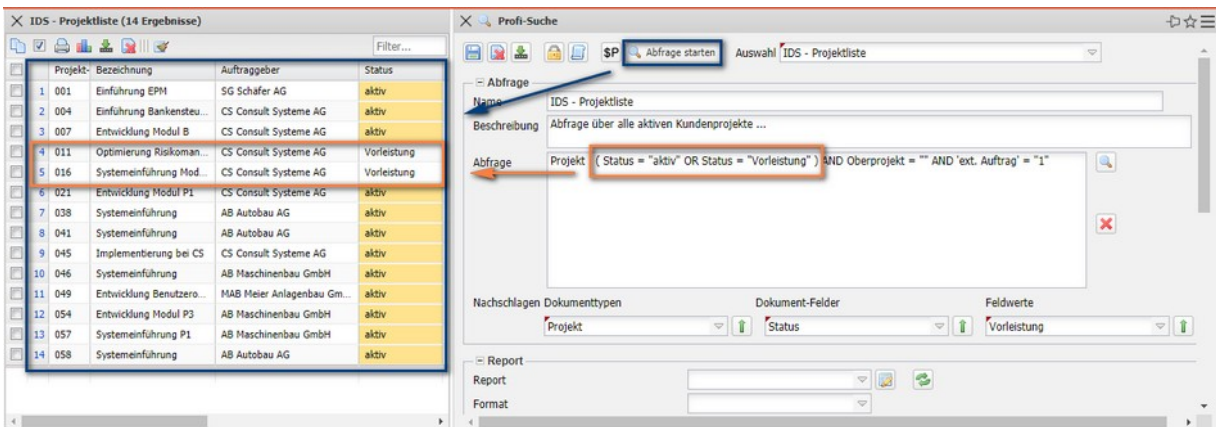 IDS - Projektliste (14 Ergebnisse)
Filter...
Projekt- Bezeichnung Auftraggeber Status
1 001 Einführung EPM SG Schäfer AG aktiv
2 004 Einführung Bankensteu... CS Consult Systeme AG aktiv
3 007 Entwicklung Modul B CS Consult Systeme AG aktiv
4 011 Optimierung Risikoman... CS Consult Systeme AG Vorleistung
5 016 Systemeinführung Mod... CS Consult Systeme AG Vorleistung
6 021 Entwicklung Modul P1 CS Consult Systeme AG aktiv
7 038 Systemeinführung AB Autobau AG aktiv
8 041 Systemeinführung AB Autobau AG aktiv
9 045 Implementierung bei CS CS Consult Systeme AG aktiv
10 046 Systemeinführung AB Maschinenbau GmbH aktiv
11 049 Entwicklung Benutzero... MAB Meier Anlagenbau Gm... aktiv
12 054 Entwicklung Modul P3 AB Maschinenbau GmbH aktiv
13 057 Systemeinführung P1 AB Maschinenbau GmbH aktiv
14 058 Systemeinführung AB Autobau AG aktiv
Profi-Suche
$P Abfrage starten Auswahl IDS - Projektliste
Abfrage
Name IDS - Projektliste
Beschreibung Abfrage über alle aktiven Kundenprojekte ...
Abfrage Projekt ( Status = "aktiv" OR Status = "Vorleistung" ) AND Oberprojekt = "" AND 'ext. Auftrag' = "1"
Nachschlagen Dokumenttypen Dokument-Felder Feldwerte
Projekt Status Vorleistung
Report
Report
Format